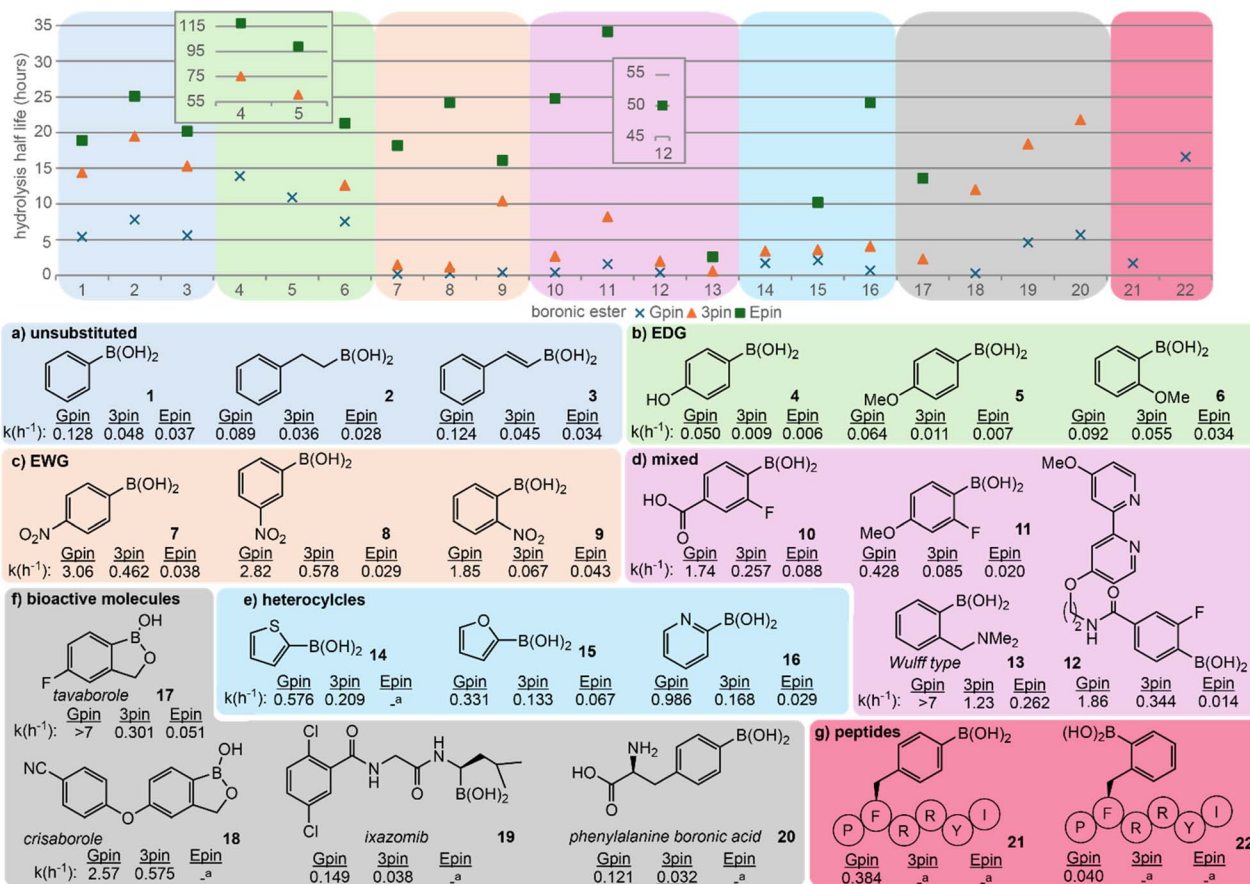 35
30
25
20
15
10
5
0
hydrolysis half life (hours)
115
95
75
55
4 5
55
50
45
12
1 2 3 4 5 6 7 8 9 10 11 12 13 14 15 16 17 18 19 20 21 22
boronic ester Gpin 3pin Epin
a) unsubstituted
B(OH)2 1
B(OH)2 2
B(OH)2 3
Gpin 3pin Epin Gpin 3pin Epin Gpin 3pin Epin
k(h⁻¹): 0.128 0.048 0.037 0.089 0.036 0.028 0.124 0.045 0.034
b) EDG
HO B(OH)2 4
MeO B(OH)2 5
B(OH)2 OMe 6
Gpin 3pin Epin Gpin 3pin Epin Gpin 3pin Epin
k(h⁻¹): 0.050 0.009 0.006 0.064 0.011 0.007 0.092 0.055 0.034
c) EWG
B(OH)2 O2N 7
B(OH)2 NO2 8
B(OH)2 NO2 9
Gpin 3pin Epin Gpin 3pin Epin Gpin 3pin Epin
k(h⁻¹): 3.06 0.462 0.038 2.82 0.578 0.029 1.85 0.067 0.043
d) mixed
B(OH)2 HO O F 10
B(OH)2 MeO F 11
Gpin 3pin Epin Gpin 3pin Epin
k(h⁻¹): 1.74 0.257 0.088 0.428 0.085 0.020
B(OH)2 NMe2
Wulff type 13
MeO N N O ( )2 NH O F B(OH)2 12
Gpin 3pin Epin Gpin 3pin Epin
k(h⁻¹): >7 1.23 0.262 1.86 0.344 0.014
e) heterocylcles
S B(OH)2 14
O B(OH)2 15
N B(OH)2 16
Gpin 3pin Epin Gpin 3pin Epin Gpin 3pin Epin
k(h⁻¹): 0.576 0.209 -a 0.331 0.133 0.067 0.986 0.168 0.029
f) bioactive molecules
OH B O F
tavaborole 17
Gpin 3pin Epin
k(h⁻¹): >7 0.301 0.051
NC O OH B O
crisaborole 18
Gpin 3pin Epin
k(h⁻¹): 2.57 0.575 -a
Cl O N H O H N B(OH)2 Cl
ixazomib 19
Gpin 3pin Epin
0.149 0.038 -a
NH2 HO O B(OH)2
phenylalanine boronic acid 20
Gpin 3pin Epin
0.121 0.032 -a
g) peptides
B(OH)2
P F R R Y I
21
Gpin 3pin Epin
0.384 -a -a
(HO)2B
P F R R Y I
22
Gpin 3pin Epin
0.040 -a -a